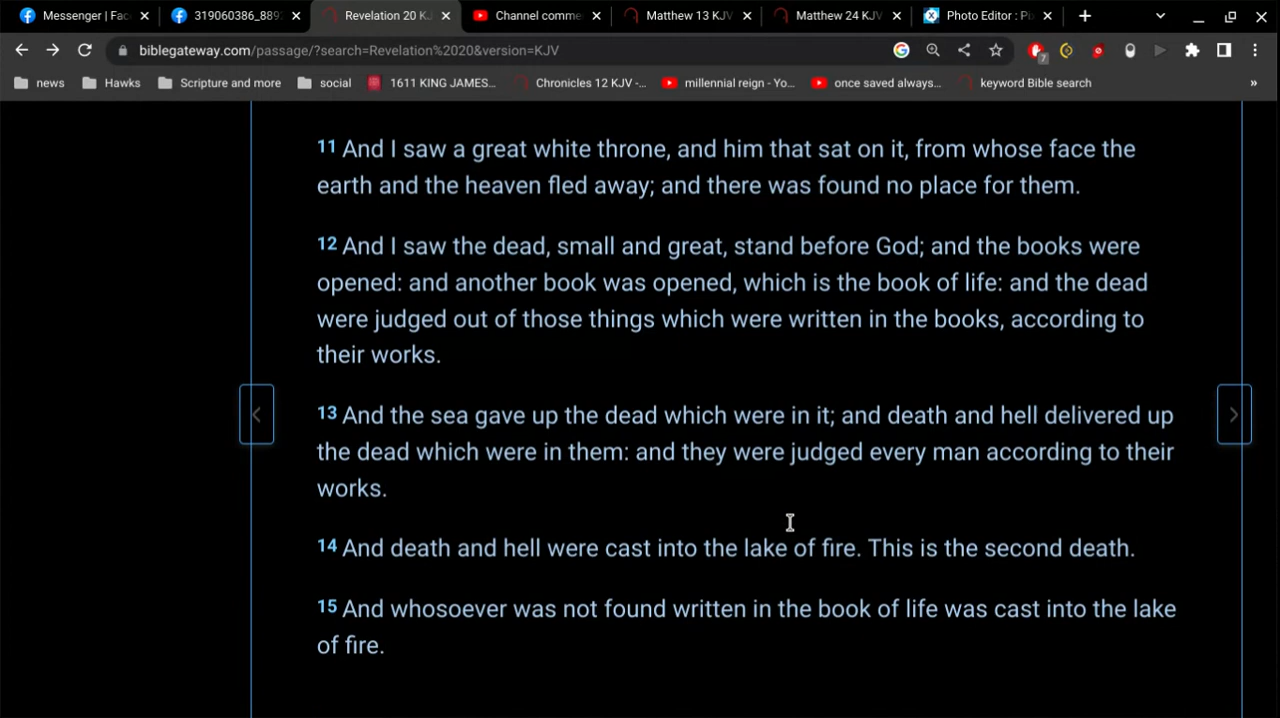 Messenger | Fac
319060386_889
Revelation 20 KJ
Channel comme
Matthew 13 KJV
Matthew 24 KJV
Photo Editor : Pi
biblegateway.com/passage/?search=Revelation%2020&version=KJV
7
news
Hawks
Scripture and more
social
1611 KING JAMES...
Chronicles 12 KJV -...
millennial reign - Yo...
once saved always...
keyword Bible search
»
11 And I saw a great white throne, and him that sat on it, from whose face the
earth and the heaven fled away; and there was found no place for them.
12 And I saw the dead, small and great, stand before God; and the books were
opened: and another book was opened, which is the book of life: and the dead
were judged out of those things which were written in the books, according to
their works.
13 And the sea gave up the dead which were in it; and death and hell delivered up
the dead which were in them: and they were judged every man according to their
works.
14 And death and hell were cast into the lake of fire. This is the second death.
15 And whosoever was not found written in the book of life was cast into the lake
of fire.